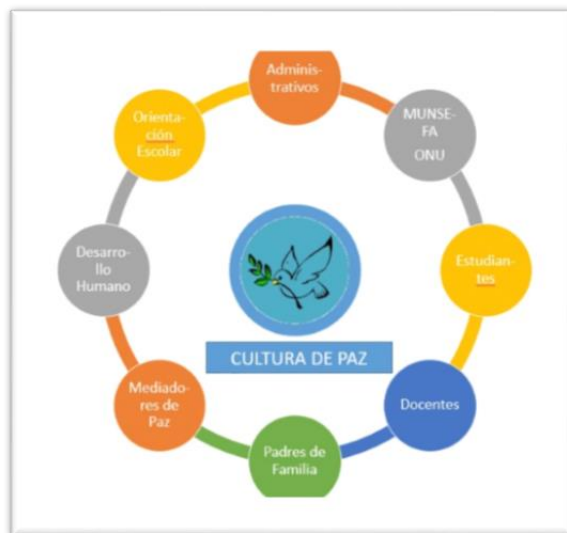 Adminis-
trativos
MUNSE-
FA
ONU
Estudian-
tes
Docentes
Padres de
Familia
Mediado-
res de
Paz
Desarro-
llo
Humano
Orienta-
ción
Escolar
CULTURA DE PAZ